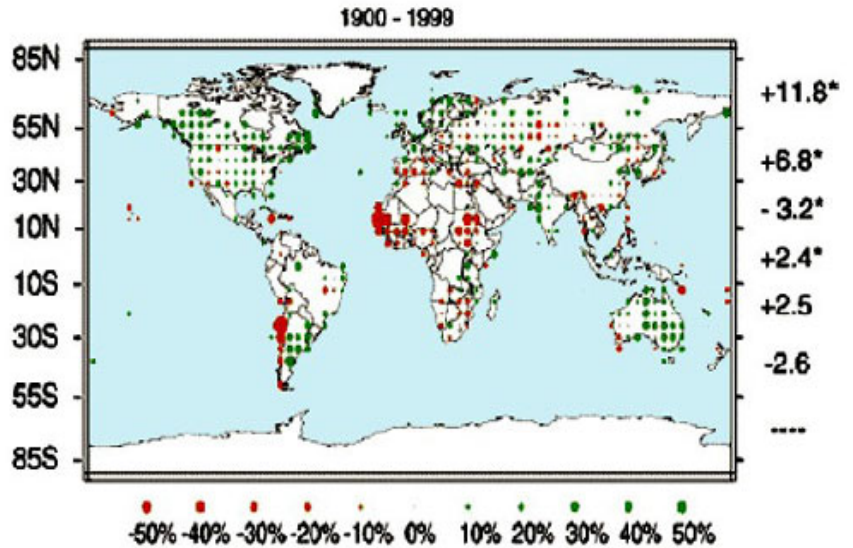 1900 - 1999
85N
+11.8*
55N
+6.8*
30N
- 3.2*
10N
+2.4*
10S
+2.5
30S
-2.6
55S
----
85S
-50% -40% -30% -20% -10% 0% 10% 20% 30% 40% 50%